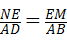 NE/AD = EM/AB